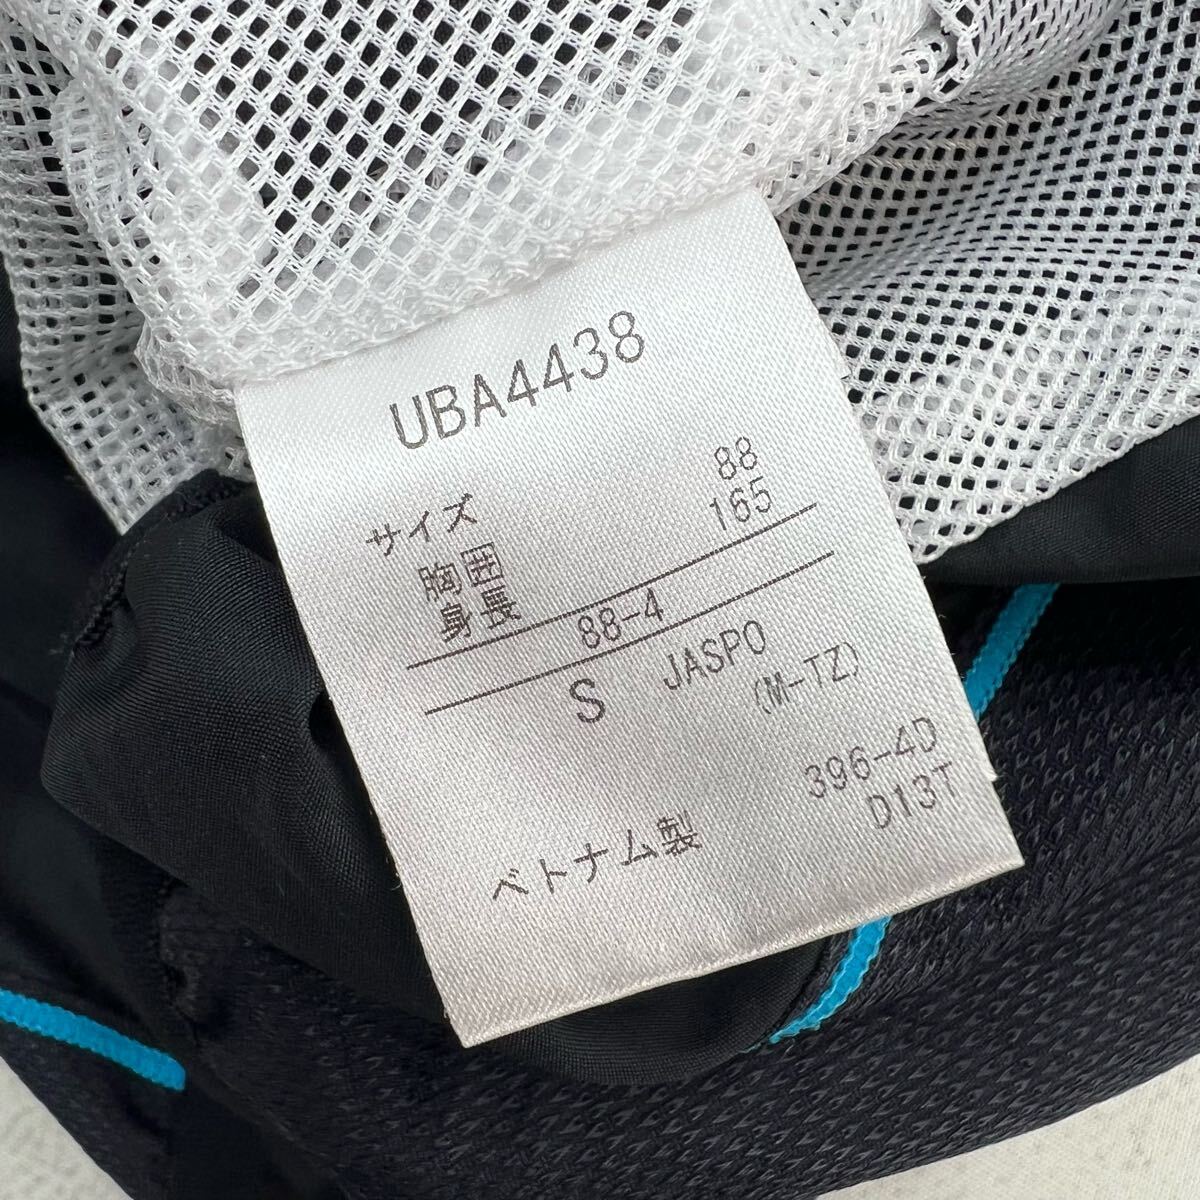 UBA4438
サイズ
胸囲 88
身長 165
88-4
S JASPO
(M-TZ)
396-4D
D13T
ベトナム製